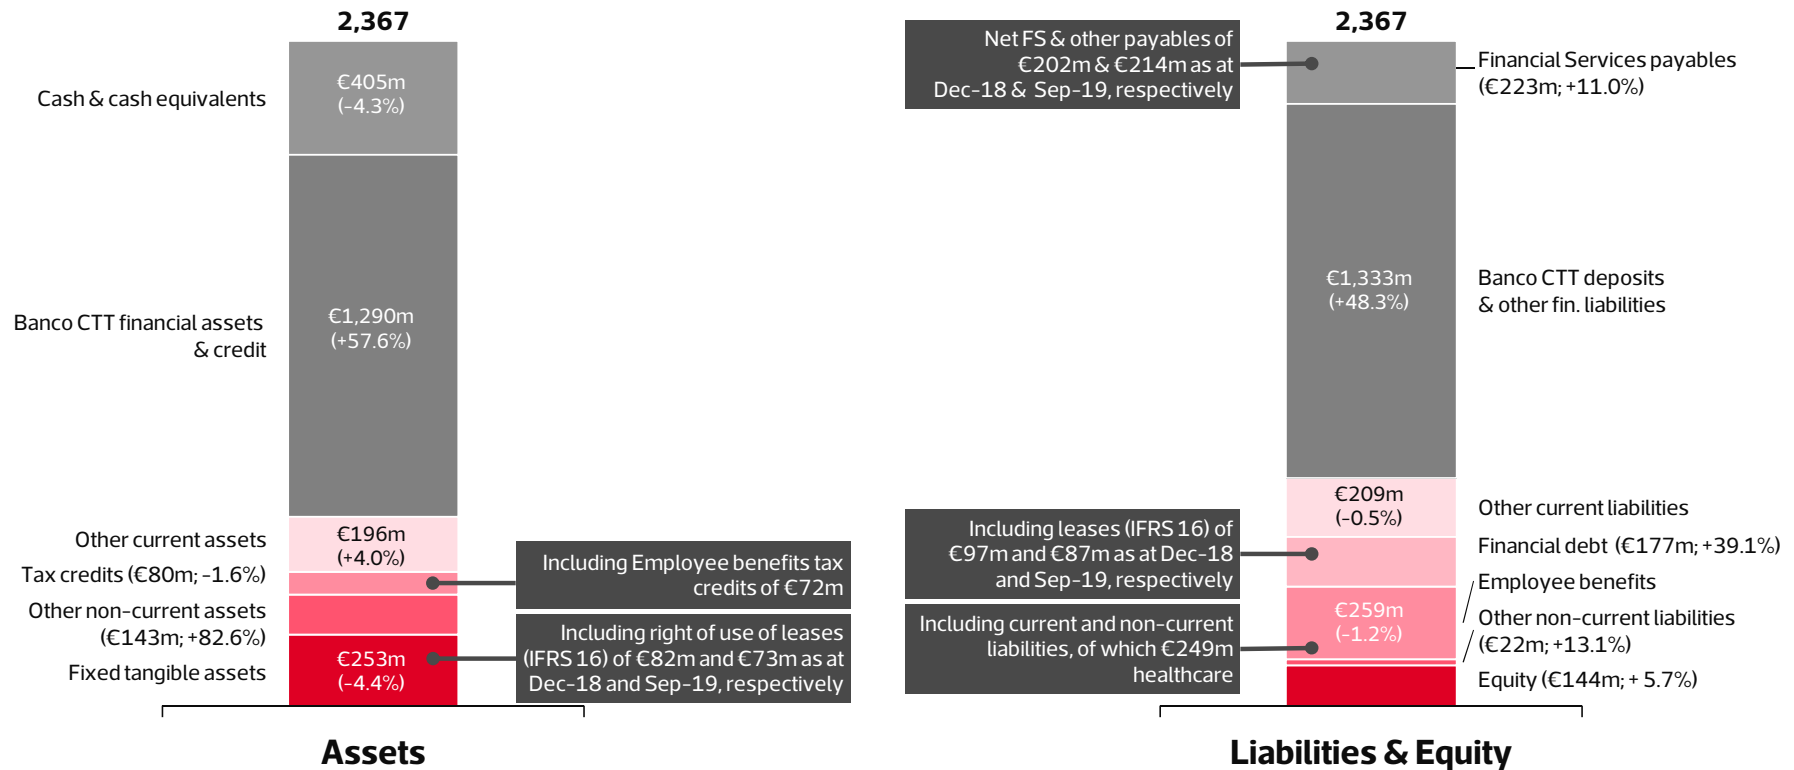 2,367
Cash & cash equivalents
€405m
(-4.3%)
Banco CTT financial assets
& credit
€1,290m
(+57.6%)
Other current assets
€196m
(+4.0%)
Tax credits (€80m; -1.6%)
Including Employee benefits tax
credits of €72m
Other non-current assets
(€143m; +82.6%)
Fixed tangible assets
€253m
(-4.4%)
Including right of use of leases
(IFRS 16) of €82m and €73m as at
Dec-18 and Sep-19, respectively
Assets
2,367
Net FS & other payables of
€202m & €214m as at
Dec-18 & Sep-19, respectively
Financial Services payables
(€223m; +11.0%)
€1,333m
(+48.3%)
Banco CTT deposits
& other fin. liabilities
€209m
(-0.5%)
Other current liabilities
Including leases (IFRS 16) of
€97m and €87m as at Dec-18
and Sep-19, respectively
Financial debt (€177m; +39.1%)
Employee benefits
€259m
(-1.2%)
Including current and non-current
liabilities, of which €249m
healthcare
Other non-current liabilities
(€22m; +13.1%)
Equity (€144m; + 5.7%)
Liabilities & Equity